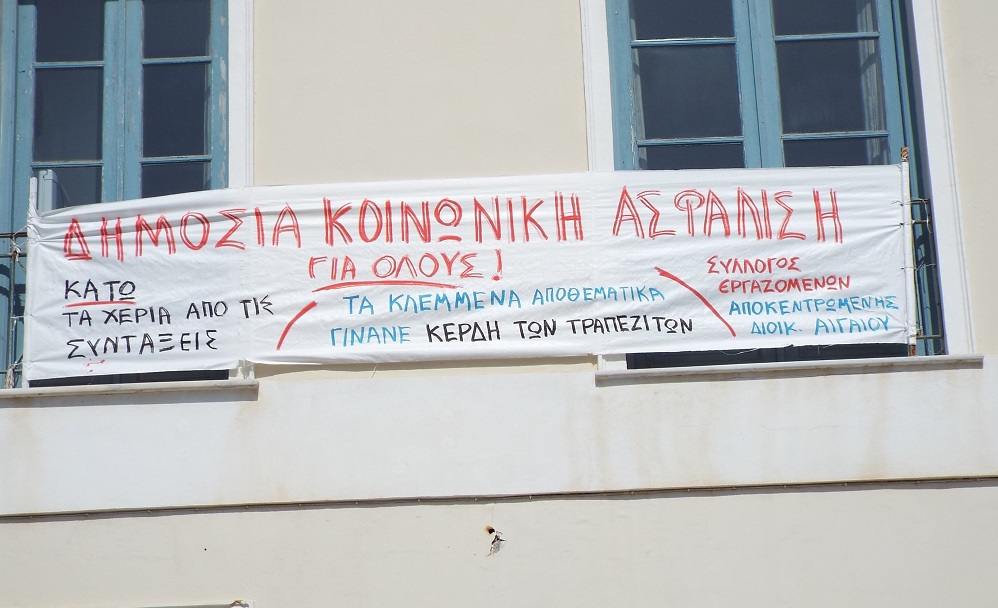 ΔΗΜΟΣΙΑ ΚΟΙΝΩΝΙΚΗ ΑΣΦΑΛΙΣΗ
ΓΙΑ ΟΛΟΥΣ!
ΚΑΤΩ
ΤΑ ΧΕΡΙΑ ΑΠΟ ΤΙΣ
ΣΥΝΤΑΞΕΙΣ
ΤΑ ΚΛΕΜΜΕΝΑ ΑΠΟΘΕΜΑΤΙΚΑ
ΓΙΝΑΝΕ ΚΕΡΔΗ ΤΩΝ ΤΡΑΠΕΖΙΤΩΝ
ΣΥΛΛΟΓΟΣ
ΕΡΓΑΖΟΜΕΝΩΝ
ΑΠΟΚΕΝΤΡΩΜΕΝΗΣ
ΔΙΟΙΚ. ΑΙΓΑΙΟΥ